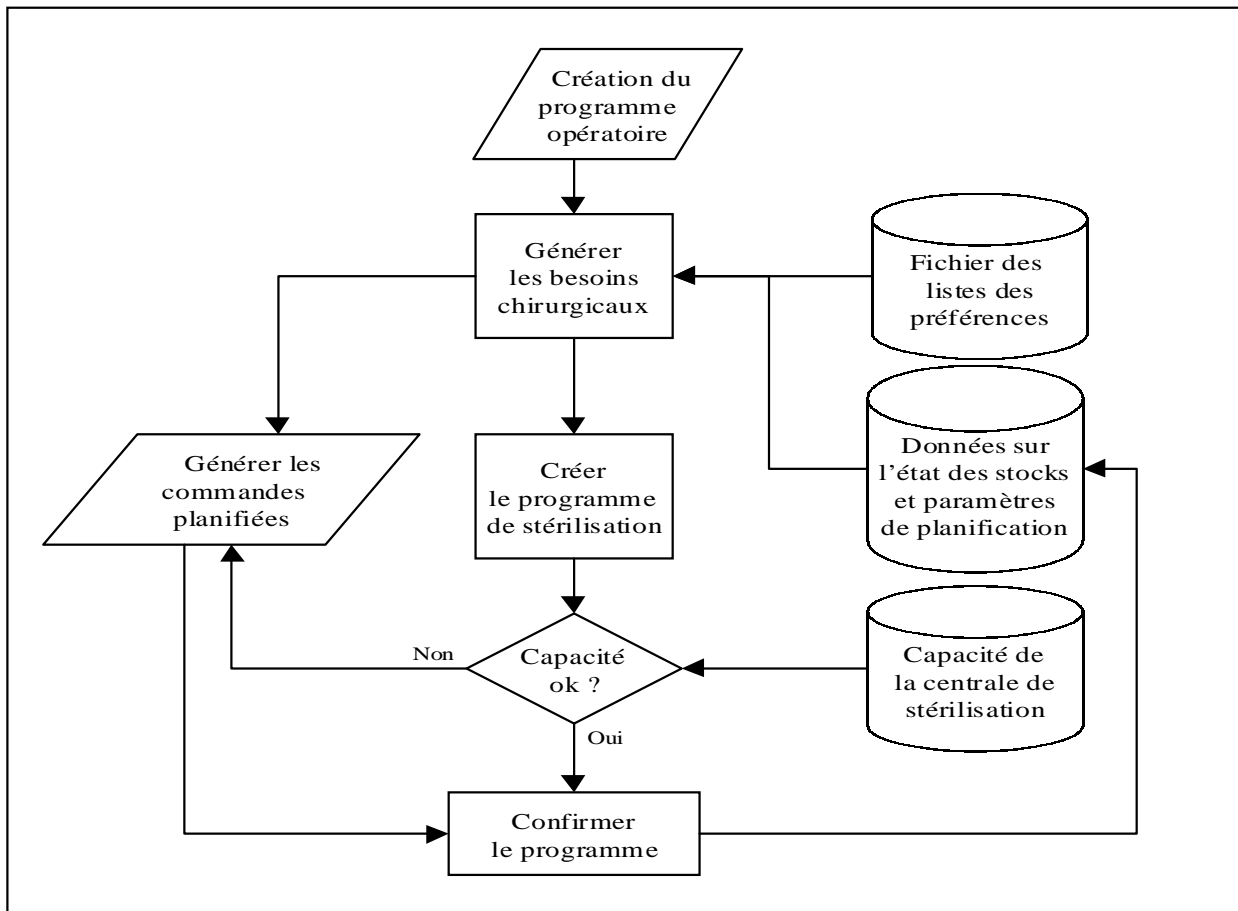 Création du
programme
opératoire
Générer
les besoins
chirurgicaux
Fichier des
listes des
préférences
Générer les
commandes
planifiées
Créer
le programme
de stérilisation
Données sur
l'état des stocks
et paramètres
de planification
Non
Capacité
ok ?
Capacité de
la centrale de
stérilisation
Oui
Confirmer
le programme